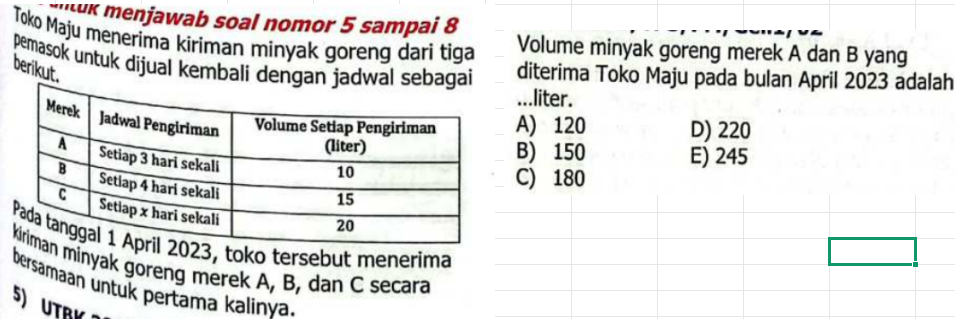 untuk menjawab soal nomor 5 sampai 8
Toko Maju menerima kiriman minyak goreng dari tiga
pemasok untuk dijual kembali dengan jadwal sebagai
berikut.
Merek Jadwal Pengiriman Volume Setiap Pengiriman
(liter)
A Setiap 3 hari sekali 10
B Setiap 4 hari sekali 15
C Setiap x hari sekali 20
Pada tanggal 1 April 2023, toko tersebut menerima
kiriman minyak goreng merek A, B, dan C secara
bersamaan untuk pertama kalinya.
5) UTBK
Volume minyak goreng merek A dan B yang
diterima Toko Maju pada bulan April 2023 adalah
...liter.
A) 120
B) 150
C) 180
D) 220
E) 245